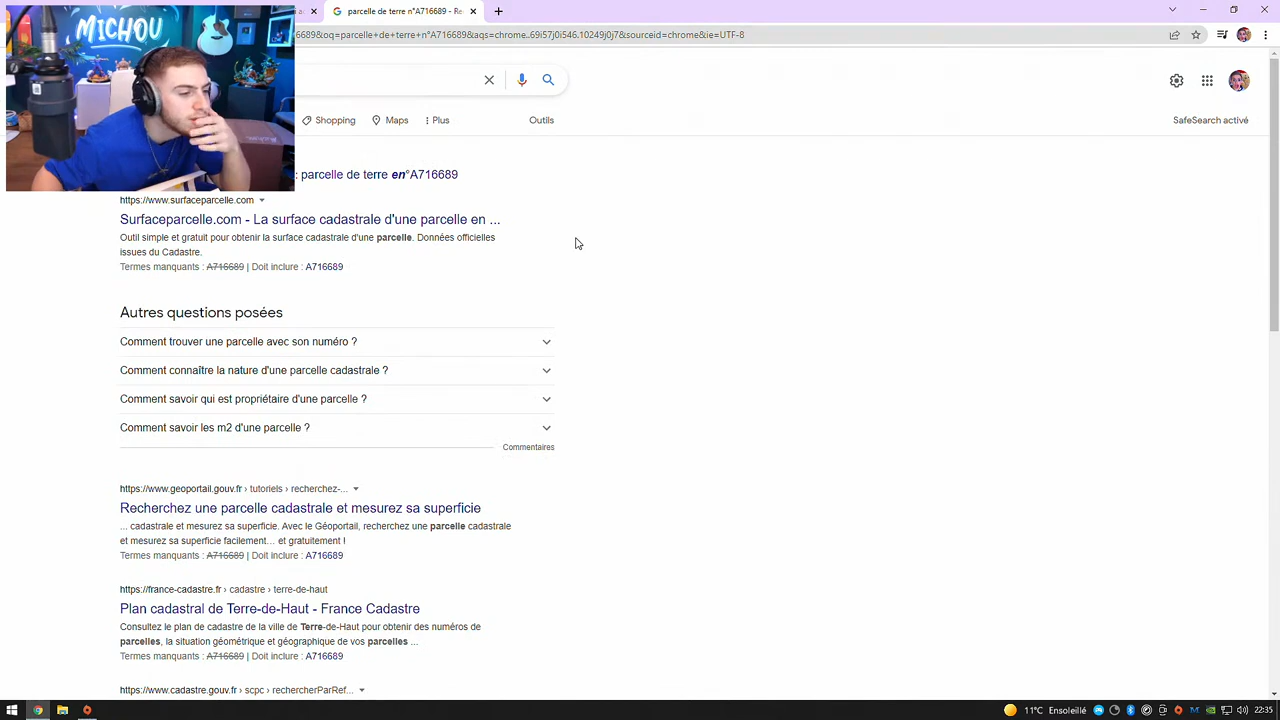 MICHOU
parcelle de terre n°A716689 - Re
6689&oq=parcelle+de+terre+n°A716689&aqs=chrome..69i57j0i546.10249j0j7&sourceid=chrome&ie=UTF-8
Shopping
Maps
Plus
Outils
SafeSearch activé
: parcelle de terre en°A716689
https://www.surfaceparcelle.com
Surfaceparcelle.com - La surface cadastrale d'une parcelle en ...
Outil simple et gratuit pour obtenir la surface cadastrale d'une parcelle. Données officielles
issues du Cadastre.
Termes manquants : A716689 | Doit inclure : A716689
Autres questions posées
Comment trouver une parcelle avec son numéro ?
Comment connaître la nature d'une parcelle cadastrale ?
Comment savoir qui est propriétaire d'une parcelle ?
Comment savoir les m2 d'une parcelle ?
Commentaires
https://www.geoportail.gouv.fr › tutoriels › recherchez-...
Recherchez une parcelle cadastrale et mesurez sa superficie
... cadastrale et mesurez sa superficie. Avec le Géoportail, recherchez une parcelle cadastrale
et mesurez sa superficie facilement… et gratuitement !
Termes manquants : A716689 | Doit inclure : A716689
https://france-cadastre.fr › cadastre › terre-de-haut
Plan cadastral de Terre-de-Haut - France Cadastre
Consultez le plan de cadastre de la ville de Terre-de-Haut pour obtenir des numéros de
parcelles, la situation géométrique et géographique de vos parcelles ...
Termes manquants : A716689 | Doit inclure : A716689
https://www.cadastre.gouv.fr › scpc › rechercherParRef...
11°C Ensoleillé
22:35